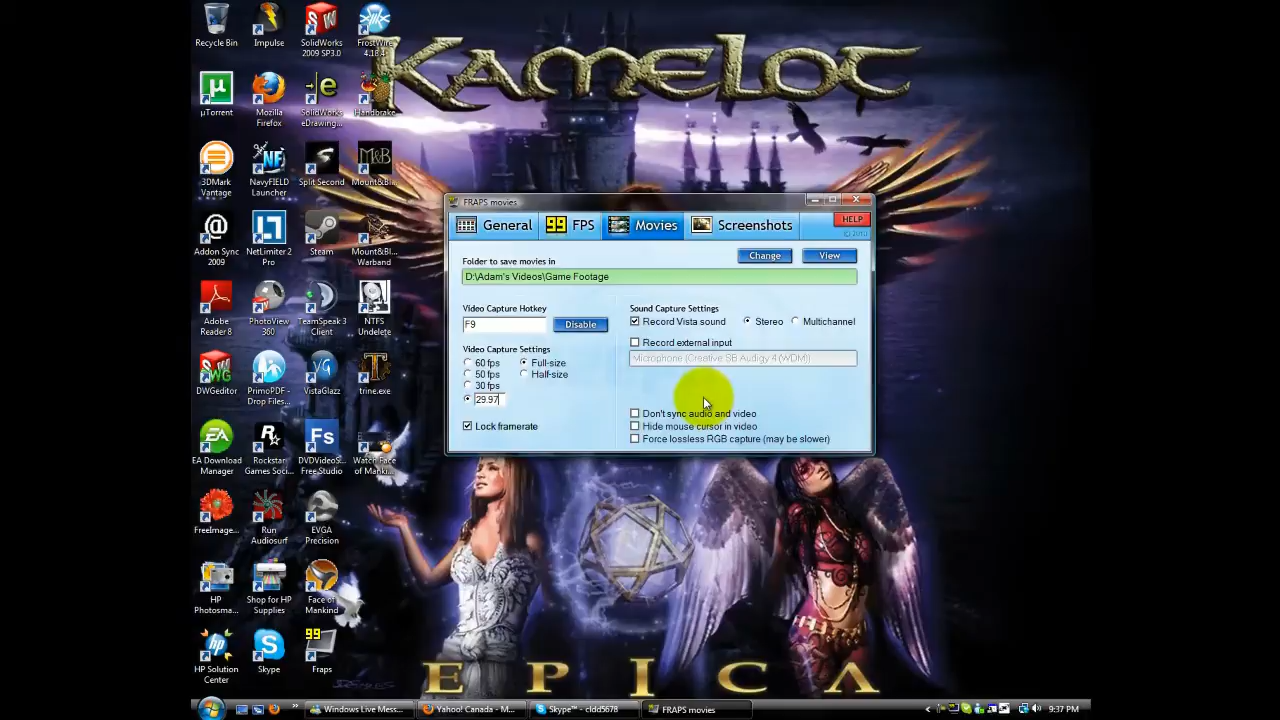 KAMELOT
EPICA
Recycle Bin
Impulse
SolidWorks
2009 SP3.0
FrostWire
4.18.4
µTorrent
Mozilla
Firefox
SolidWorks
eDrawing...
Handbrake
3DMark
Vantage
NavyFIELD
Launcher
Split Second
Mount&Bl...
Addon Sync
2009
NetLimiter 2
Pro
Steam
Mount&Bl...
Warband
Adobe
Reader 8
PhotoView
360
TeamSpeak 3
Client
NTFS
Undelete
DWGeditor
PrimoPDF -
Drop Files...
VistaGlazz
trine.exe
EA Download
Manager
Rockstar
Games Soci...
DVDVideoS...
Free Studio
Watch Face
of Mankin...
FreeImage...
Run
Audiosurf
EVGA
Precision
HP
Photosma...
Shop for HP
Supplies
Face of
Mankind
HP Solution
Center
Skype
Fraps
FRAPS movies
General
99
FPS
Movies
Screenshots
HELP
Folder to save movies in
Change
View
D:\Adam's Videos\Game Footage
Video Capture Hotkey
F9
Disable
Video Capture Settings
60 fps
50 fps
30 fps
29.97
Full-size
Half-size
Lock framerate
Sound Capture Settings
Record Vista sound
Stereo
Multichannel
Record external input
Microphone (Creative SB Audigy 4 (WDM))
Don't sync audio and video
Hide mouse cursor in video
Force lossless RGB capture (may be slower)
Windows Live Mess...
Yahoo! Canada - M...
Skype™ - cldd5678
FRAPS movies
9:37 PM